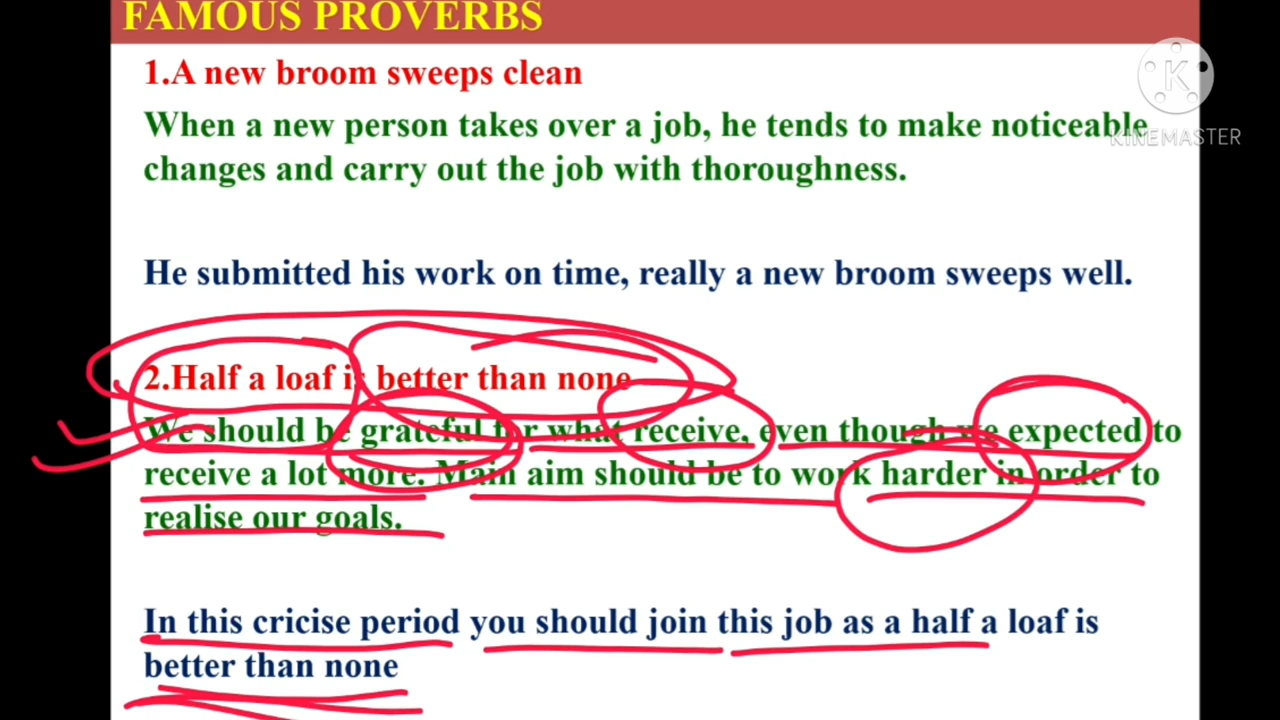 FAMOUS PROVERBS
1.A new broom sweeps clean
When a new person takes over a job, he tends to make noticeable
changes and carry out the job with thoroughness.
K
KINEMASTER
He submitted his work on time, really a new broom sweeps well.
2.Half a loaf is better than none
We should be grateful for what receive, even though we expected to
receive a lot more. Main aim should be to work harder in order to
realise our goals.
In this cricise period you should join this job as a half a loaf is
better than none